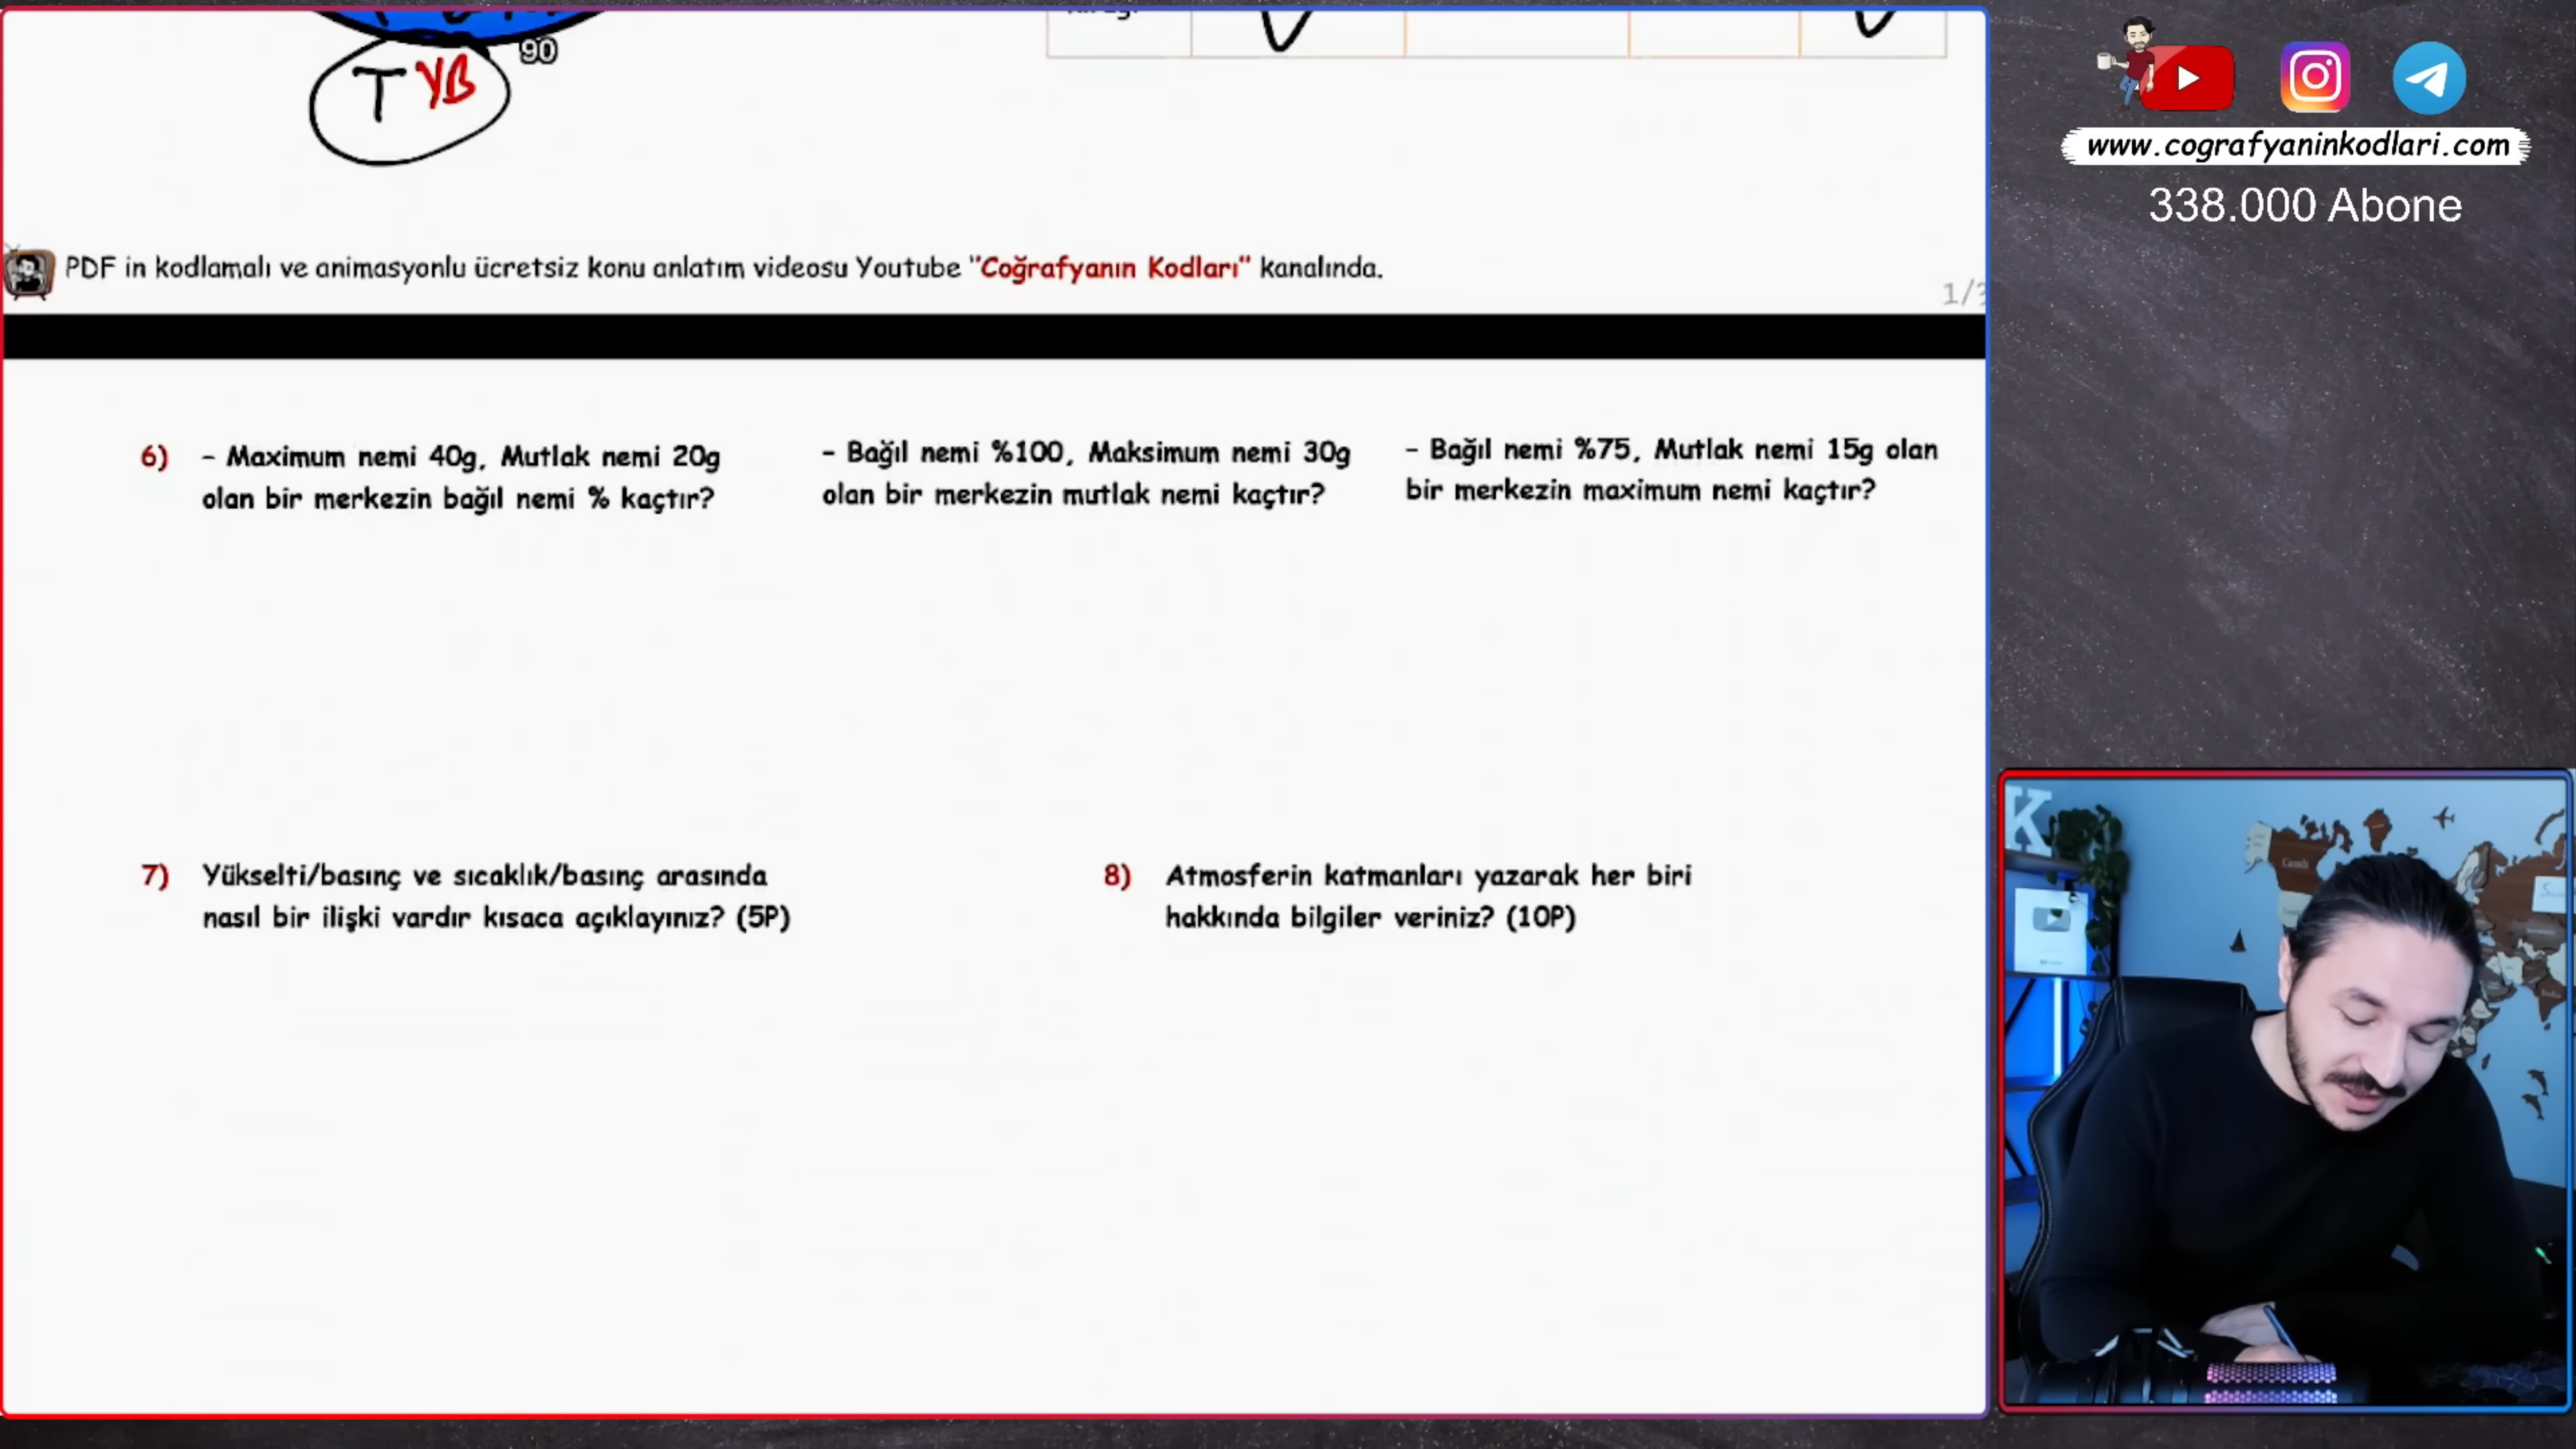 90
T YB
www.cografyaninkodlari.com
338.000 Abone
PDF in kodlamalı ve animasyonlu ücretsiz konu anlatım videosu Youtube "Coğrafyanın Kodları" kanalında.
6) - Maximum nemi 40g, Mutlak nemi 20g
olan bir merkezin bağıl nemi % kaçtır?
- Bağıl nemi %100, Maksimum nemi 30g
olan bir merkezin mutlak nemi kaçtır?
- Bağıl nemi %75, Mutlak nemi 15g olan
bir merkezin maximum nemi kaçtır?
7) Yükselti/basınç ve sıcaklık/basınç arasında
nasıl bir ilişki vardır kısaca açıklayınız? (5P)
8) Atmosferin katmanları yazarak her biri
hakkında bilgiler veriniz? (10P)
K